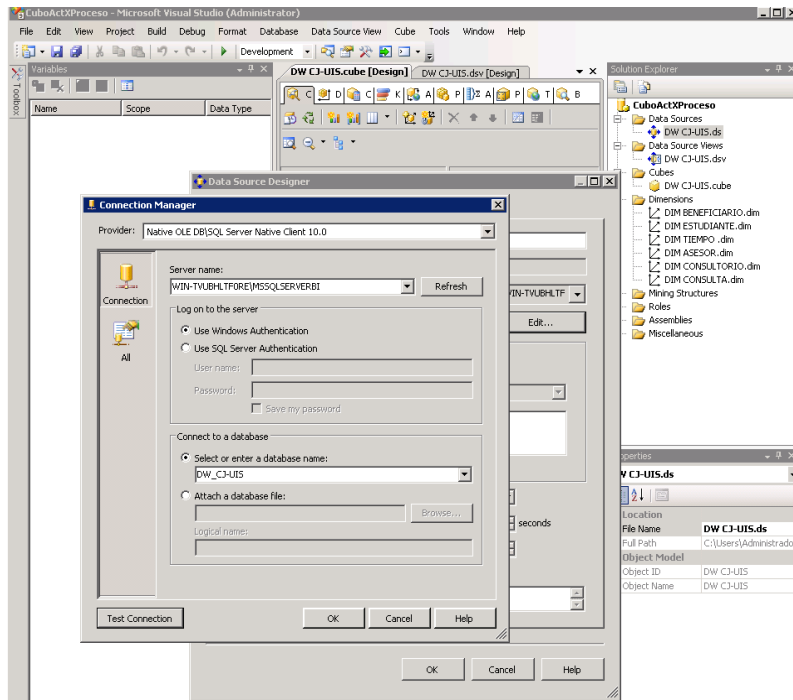 CuboActXProceso - Microsoft Visual Studio (Administrator)
File Edit View Project Build Debug Format Database Data Source View Cube Tools Window Help
Development
Toolbox
Variables
Name Scope Data Type
DW CJ-UIS.cube [Design] DW CJ-UIS.dsv [Design]
C D C K A P A P T B
Solution Explorer
CuboActXProceso
Data Sources
DW CJ-UIS.ds
Data Source Views
DW CJ-UIS.dsv
Cubes
DW CJ-UIS.cube
Dimensions
DIM BENEFICIARIO.dim
DIM ESTUDIANTE.dim
DIM TIEMPO .dim
DIM ASESOR.dim
DIM CONSULTORIO.dim
DIM CONSULTA.dim
Mining Structures
Roles
Assemblies
Miscellaneous
Data Source Designer
VIN-TVUBHLTF
Edit...
seconds
OK Cancel Help
Connection Manager
Provider: Native OLE DB\SQL Server Native Client 10.0
Connection
All
Server name:
WIN-TVUBHLTF0RE\MSSQLSERVERBI Refresh
Log on to the server
Use Windows Authentication
Use SQL Server Authentication
User name:
Password:
Save my password
Connect to a database
Select or enter a database name:
DW_CJ-UIS
Attach a database file:
Browse...
Logical name:
Test Connection OK Cancel Help
operties
W CJ-UIS.ds
Location
File Name DW CJ-UIS.ds
Full Path C:\Users\Administrado
Object Model
Object ID DW CJ-UIS
Object Name DW CJ-UIS